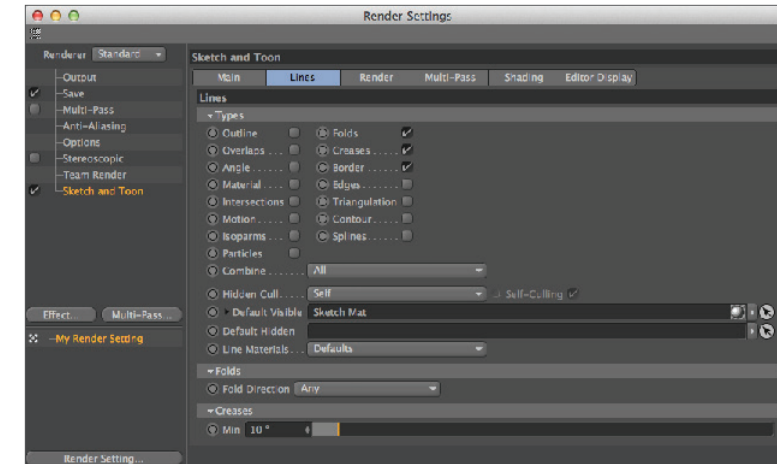 Render Settings
Renderer Standard
Output
Save
Multi-Pass
Anti-Aliasing
Options
Stereoscopic
Team Render
Sketch and Toon
Effect... Multi-Pass...
My Render Setting
Render Setting...
Sketch and Toon
Main Lines Render Multi-Pass Shading Editor Display
Lines
Types
Outline Folds
Overlaps . . . Creases . . . . .
Angle . . . . . . Border . . . . . .
Material . . . . Edges . . . . . .
Intersections Triangulation
Motion . . . . . Contour . . . . .
Isoparms . . . Splines . . . . . .
Particles
Combine . . . . . . . All
Hidden Cull . . . . . Self Self-Culling
Default Visible Sketch Mat
Default Hidden
Line Materials . . . Defaults
Folds
Fold Direction Any
Creases
Min 10 °